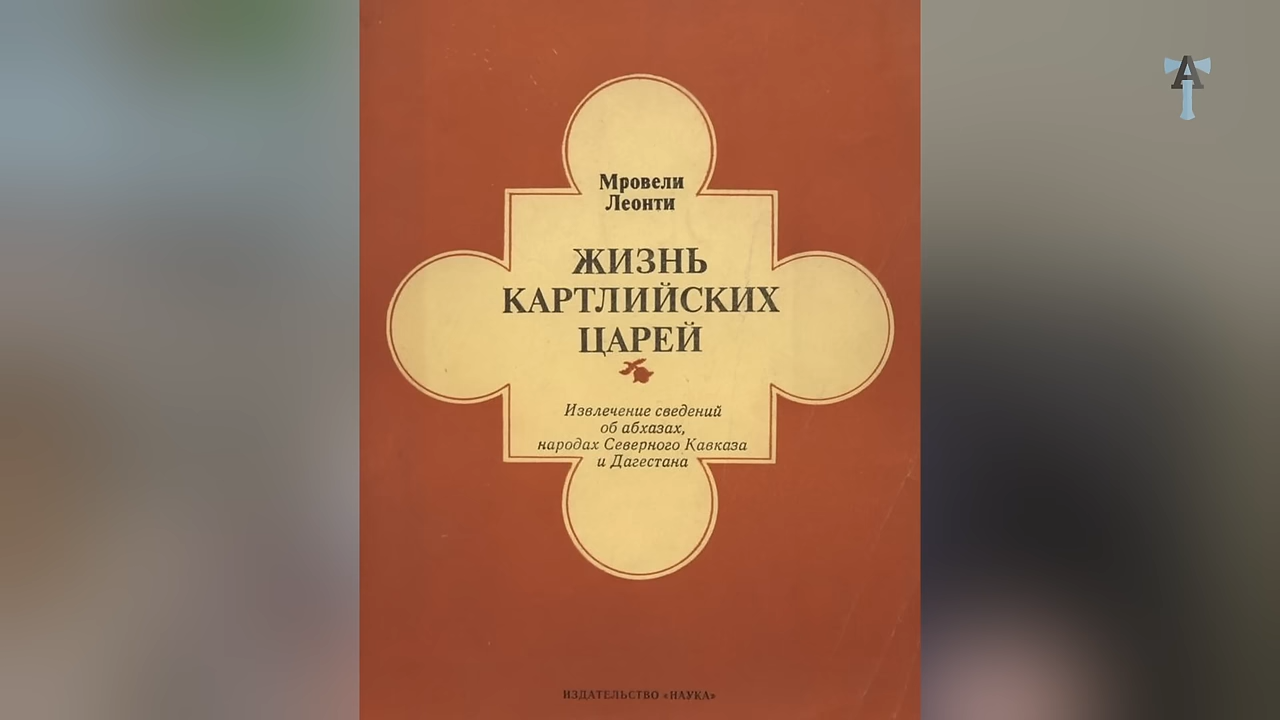 А
Мровели
Леонти
ЖИЗНЬ
КАРТЛИЙСКИХ
ЦАРЕЙ
Извлечение сведений
об абхазах,
народах Северного Кавказа
и Дагестана
ИЗДАТЕЛЬСТВО «НАУКА»